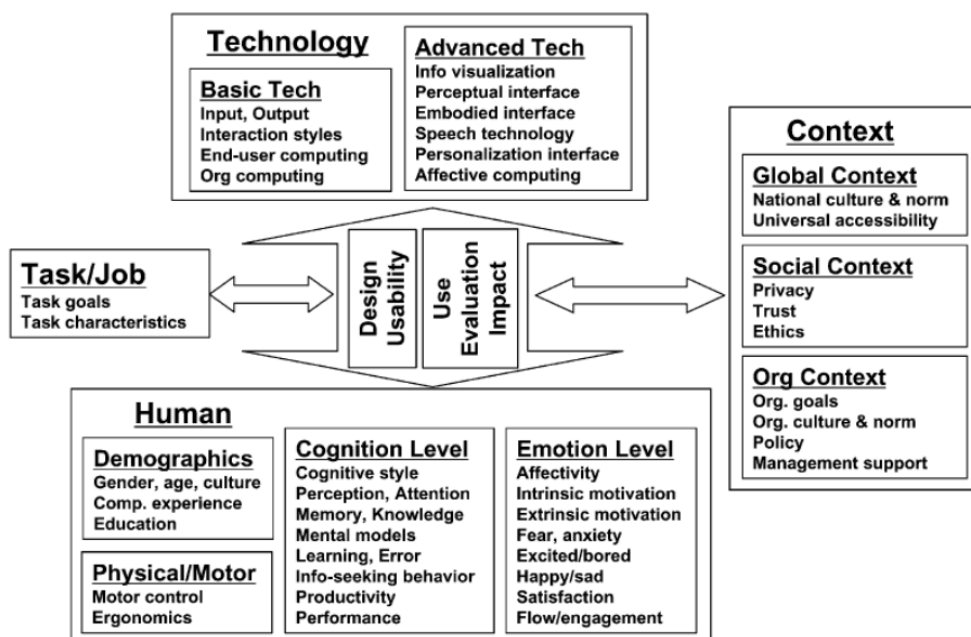 Technology
Basic Tech
Input, Output
Interaction styles
End-user computing
Org computing
Advanced Tech
Info visualization
Perceptual interface
Embodied interface
Speech technology
Personalization interface
Affective computing
Task/Job
Task goals
Task characteristics
Design
Usability
Use
Evaluation
Impact
Context
Global Context
National culture & norm
Universal accessibility
Social Context
Privacy
Trust
Ethics
Org Context
Org. goals
Org. culture & norm
Policy
Management support
Human
Demographics
Gender, age, culture
Comp. experience
Education
Physical/Motor
Motor control
Ergonomics
Cognition Level
Cognitive style
Perception, Attention
Memory, Knowledge
Mental models
Learning, Error
Info-seeking behavior
Productivity
Performance
Emotion Level
Affectivity
Intrinsic motivation
Extrinsic motivation
Fear, anxiety
Excited/bored
Happy/sad
Satisfaction
Flow/engagement